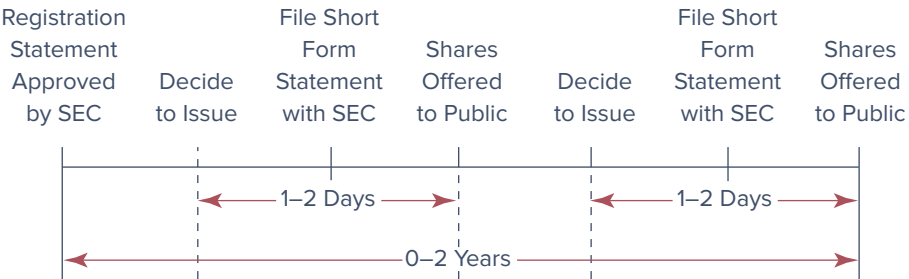 Registration
Statement
Approved
by SEC
Decide
to Issue
File Short
Form
Statement
with SEC
Shares
Offered
to Public
Decide
to Issue
File Short
Form
Statement
with SEC
Shares
Offered
to Public
1–2 Days
1–2 Days
0–2 Years